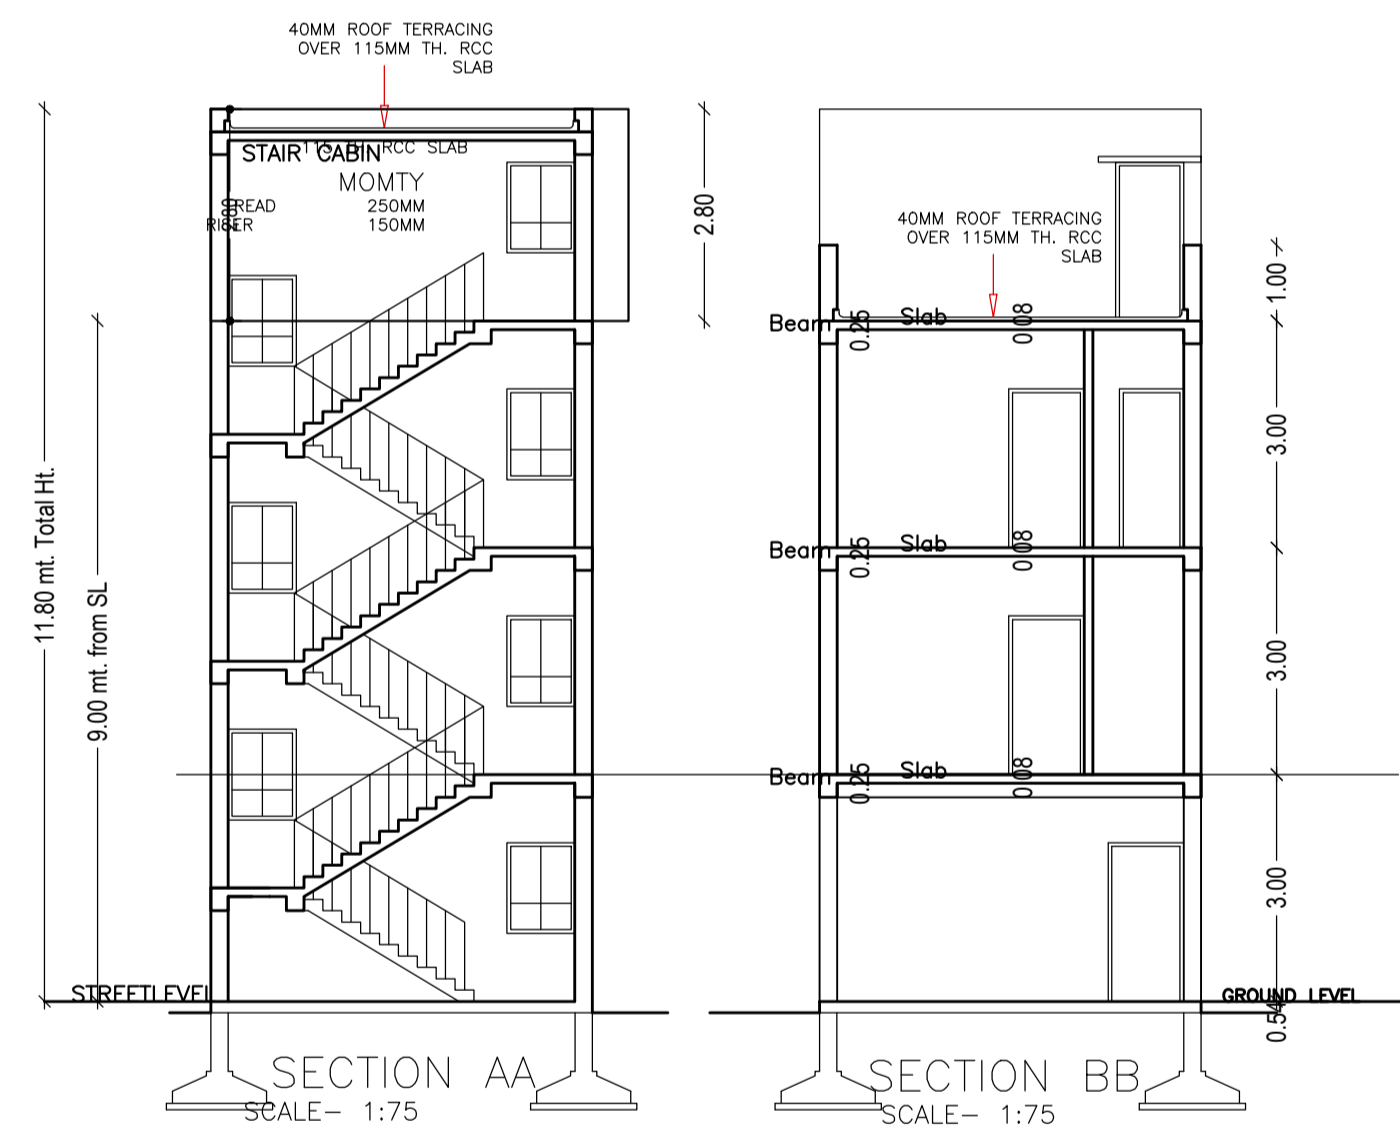 40MM ROOF TERRACING
OVER 115MM TH. RCC
SLAB
115 TH. RCC SLAB
STAIR CABIN
MOMTY
TREAD 250MM
RISER 150MM
2.80
11.80 mt. Total Ht.
9.00 mt. from SL
2.80
STREETLEVEL
SECTION AA
SCALE- 1:75
40MM ROOF TERRACING
OVER 115MM TH. RCC
SLAB
Beam 0.25 Slab 0.08
Beam 0.25 Slab 0.08
Beam 0.25 Slab 0.08
1.00
3.00
3.00
3.00
GROUND LEVEL
SECTION BB
SCALE- 1:75